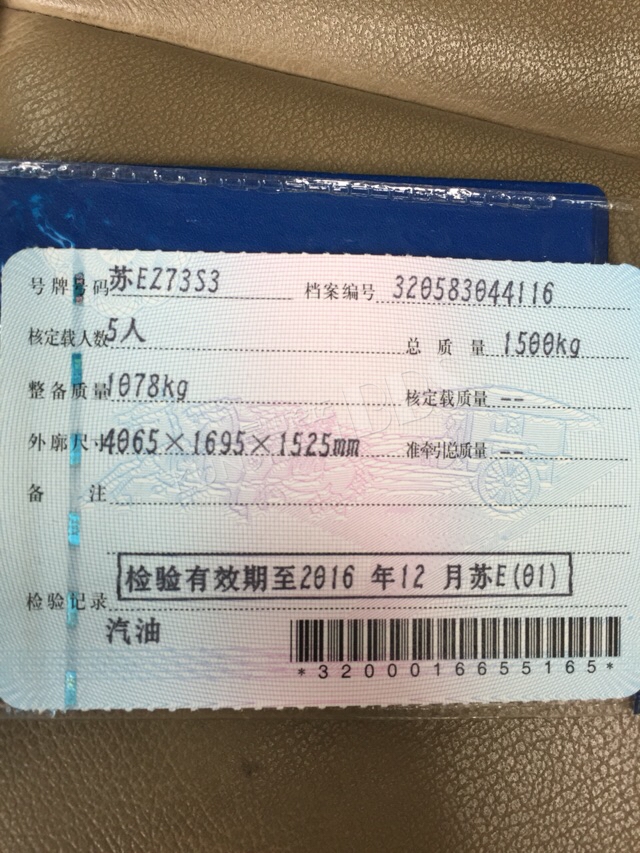 号牌号码 苏EZ73S3 档案编号 320583044116
核定载人数 5人 总质量 1500kg
整备质量 1078kg 核定载质量 --
外廓尺寸 4065×1695×1525mm 准牵引总质量 --
备注
检验记录 检验有效期至2016 年12 月苏E(01)
汽油
*3200016655165*